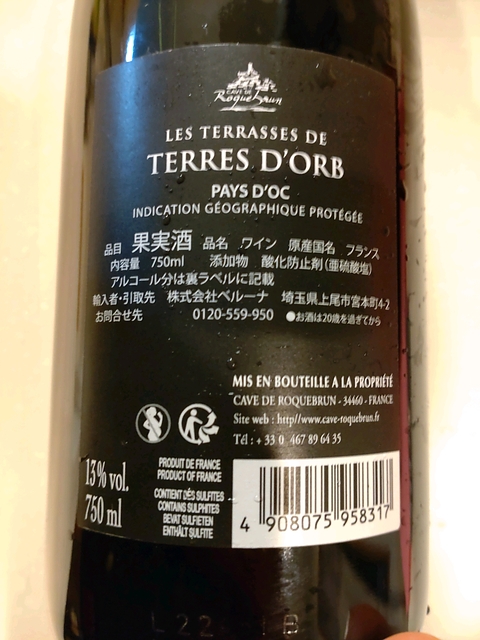 CAVE DE
Roquebrun
LES TERRASSES DE
TERRES D'ORB
PAYS D'OC
INDICATION GÉOGRAPHIQUE PROTÉGÉE
品目 果実酒 品名 ワイン 原産国名 フランス
内容量 750ml 添加物 酸化防止剤(亜硫酸塩)
アルコール分は裏ラベルに記載
輸入者・引取先 株式会社ベルーナ 埼玉県上尾市宮本町4-2
お問合せ先 0120-559-950 ●お酒は20歳を過ぎてから
MIS EN BOUTEILLE A LA PROPRIÉTÉ
CAVE DE ROQUEBRUN - 34460 - FRANCE
Site web : http//www.cave-roquebrun.fr
Tél : + 33 0 467 89 64 35
13% vol.
750 ml
PRODUIT DE FRANCE
PRODUCT OF FRANCE
CONTIENT DES SULFITES
CONTAINS SULPHITES
BEVAT SULFIETEN
ENTHÄLT SULFITE
4 908075 958317